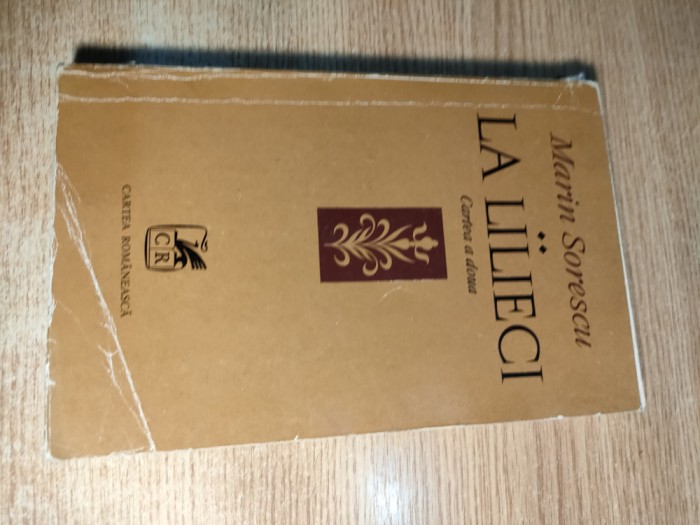 Marin Sorescu
LA LILIECI
Cartea a doua
CR
CARTEA ROMÂNEASCĂ